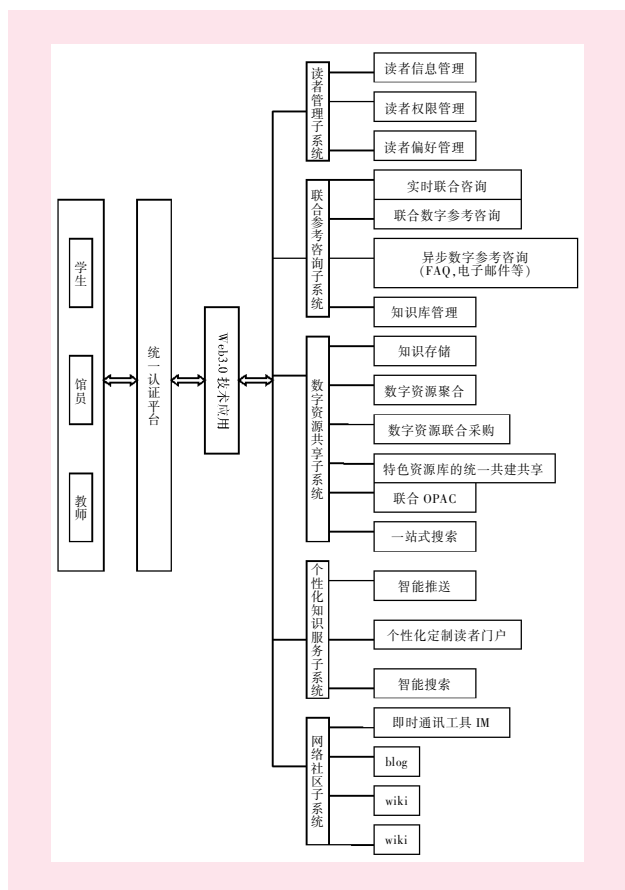 学生
馆员
教师
统一认证平台
Web3.0 技术应用
读者管理子系统
读者信息管理
读者权限管理
读者偏好管理
联合参考咨询子系统
实时联合咨询
联合数字参考咨询
异步数字参考咨询
(FAQ,电子邮件等)
知识库管理
数字资源共享子系统
知识存储
数字资源聚合
数字资源联合采购
特色资源库的统一共建共享
联合 OPAC
一站式搜索
个性化知识服务子系统
智能推送
个性化定制读者门户
智能搜索
网络社区子系统
即时通讯工具 IM
blog
wiki
wiki